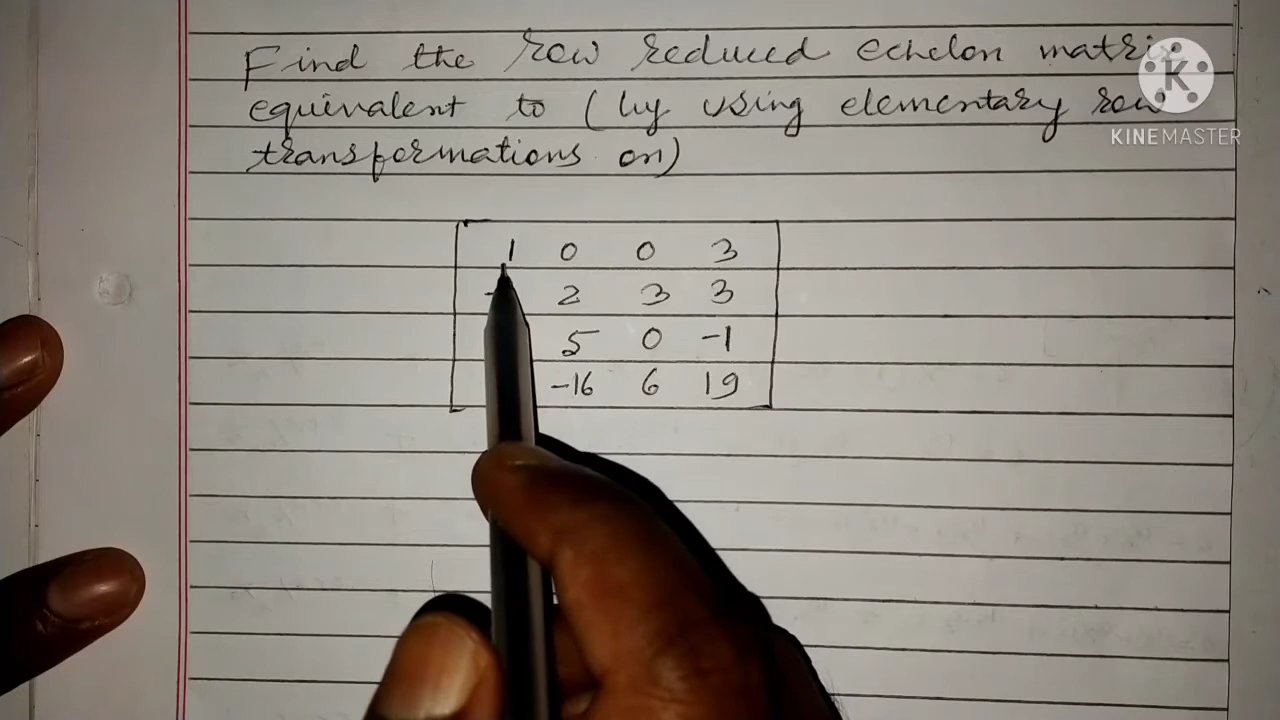 Find the row reduced echelon matrix
equivalent to (by using elementary row
transformations on)
KINEMASTER
1 0 0 3
- 2 3 3
5 0 -1
-16 6 19